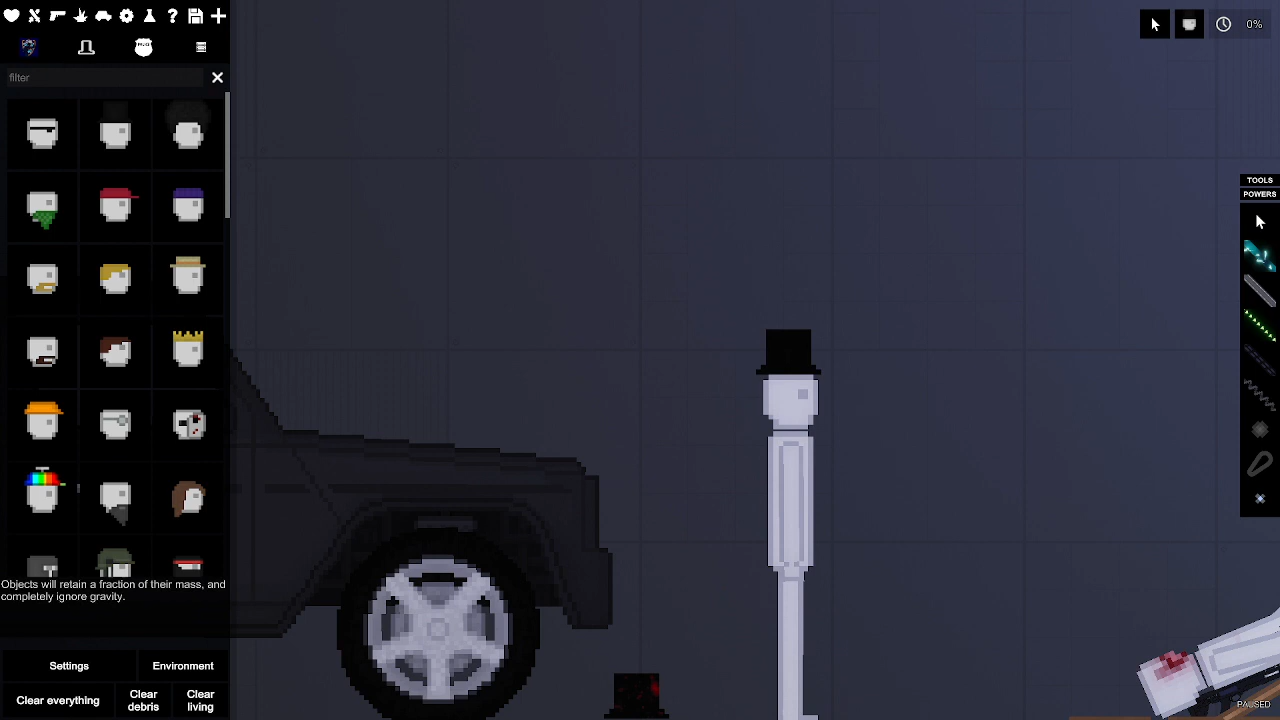 0%
filter
TOOLS
POWERS
Objects will retain a fraction of their mass, and
completely ignore gravity.
Settings
Environment
Clear everything
Clear
debris
Clear
living
PAUSED